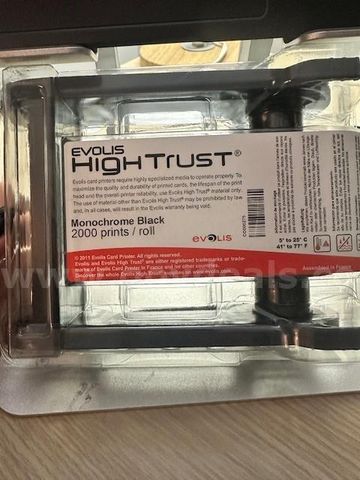 EVOLIS
HIGH TRUST®
Evolis card printers require highly specialized media to operate properly. To
maximize the quality and durability of printed cards, the lifespan of the print
head and the overall printer reliability, use Evolis High Trust® material only.
The use of material other than Evolis High Trust® may be prohibited by law
and, in all cases, will result in the Evolis warranty being void.
Monochrome Black
2000 prints / roll
evolis
5° to 25° C
41° to 77° F
© 2011 Evolis Card Printer. All rights reserved.
Evolis and Evolis High Trust® are either registered trademarks or trade-
marks of Evolis Card Printer in France and/or other countries.
Discover the whole Evolis High
www.evolis.com
Assembled in France